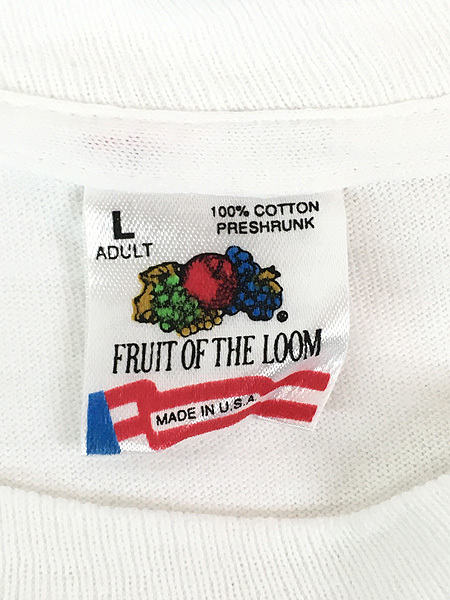 L
ADULT
100% COTTON
PRESHRUNK
®
FRUIT OF THE LOOM
MADE IN U.S.A.